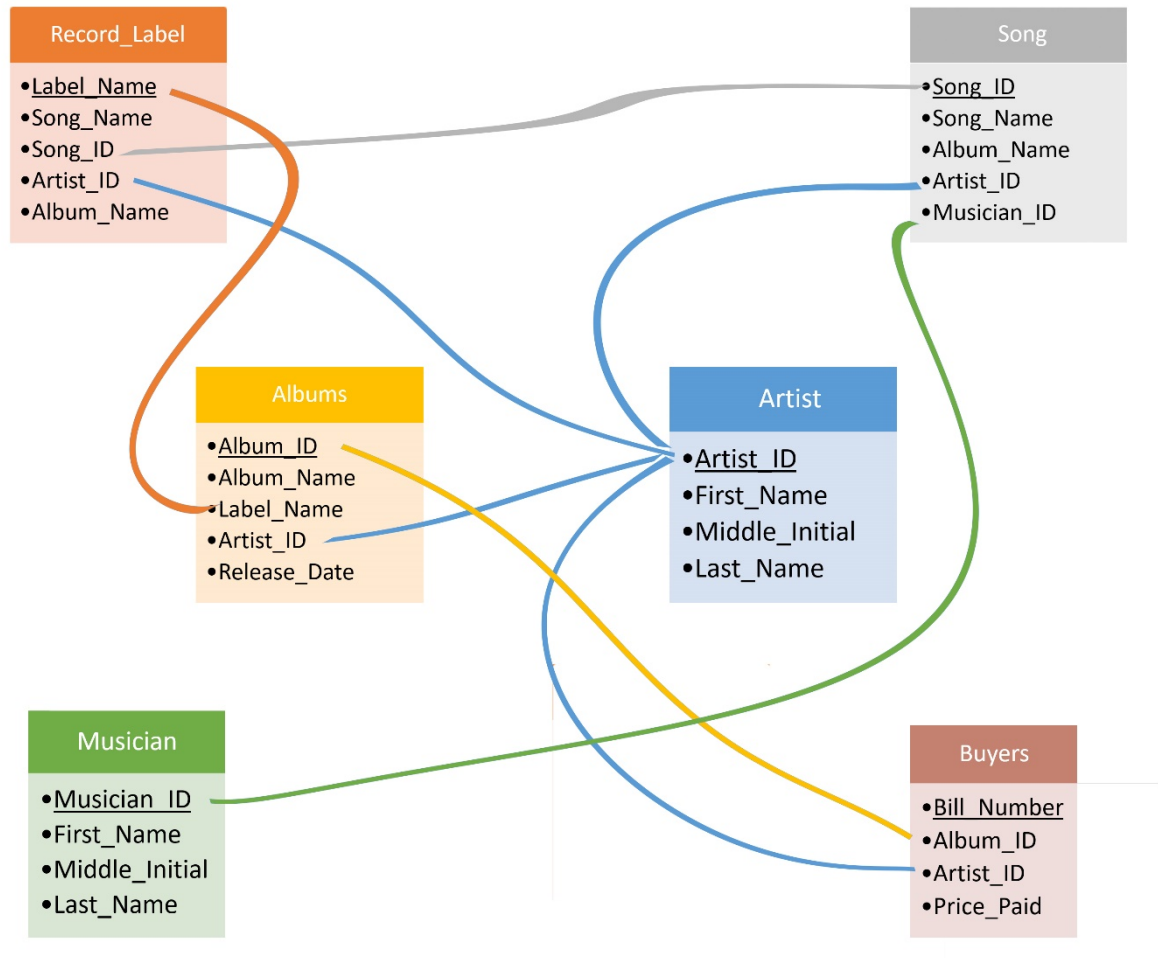 Record_Label
•Label_Name
•Song_Name
•Song_ID
•Artist_ID
•Album_Name
Song
•Song_ID
•Song_Name
•Album_Name
•Artist_ID
•Musician_ID
Albums
•Album_ID
•Album_Name
•Label_Name
•Artist_ID
•Release_Date
Artist
•Artist_ID
•First_Name
•Middle_Initial
•Last_Name
Musician
•Musician_ID
•First_Name
•Middle_Initial
•Last_Name
Buyers
•Bill_Number
•Album_ID
•Artist_ID
•Price_Paid